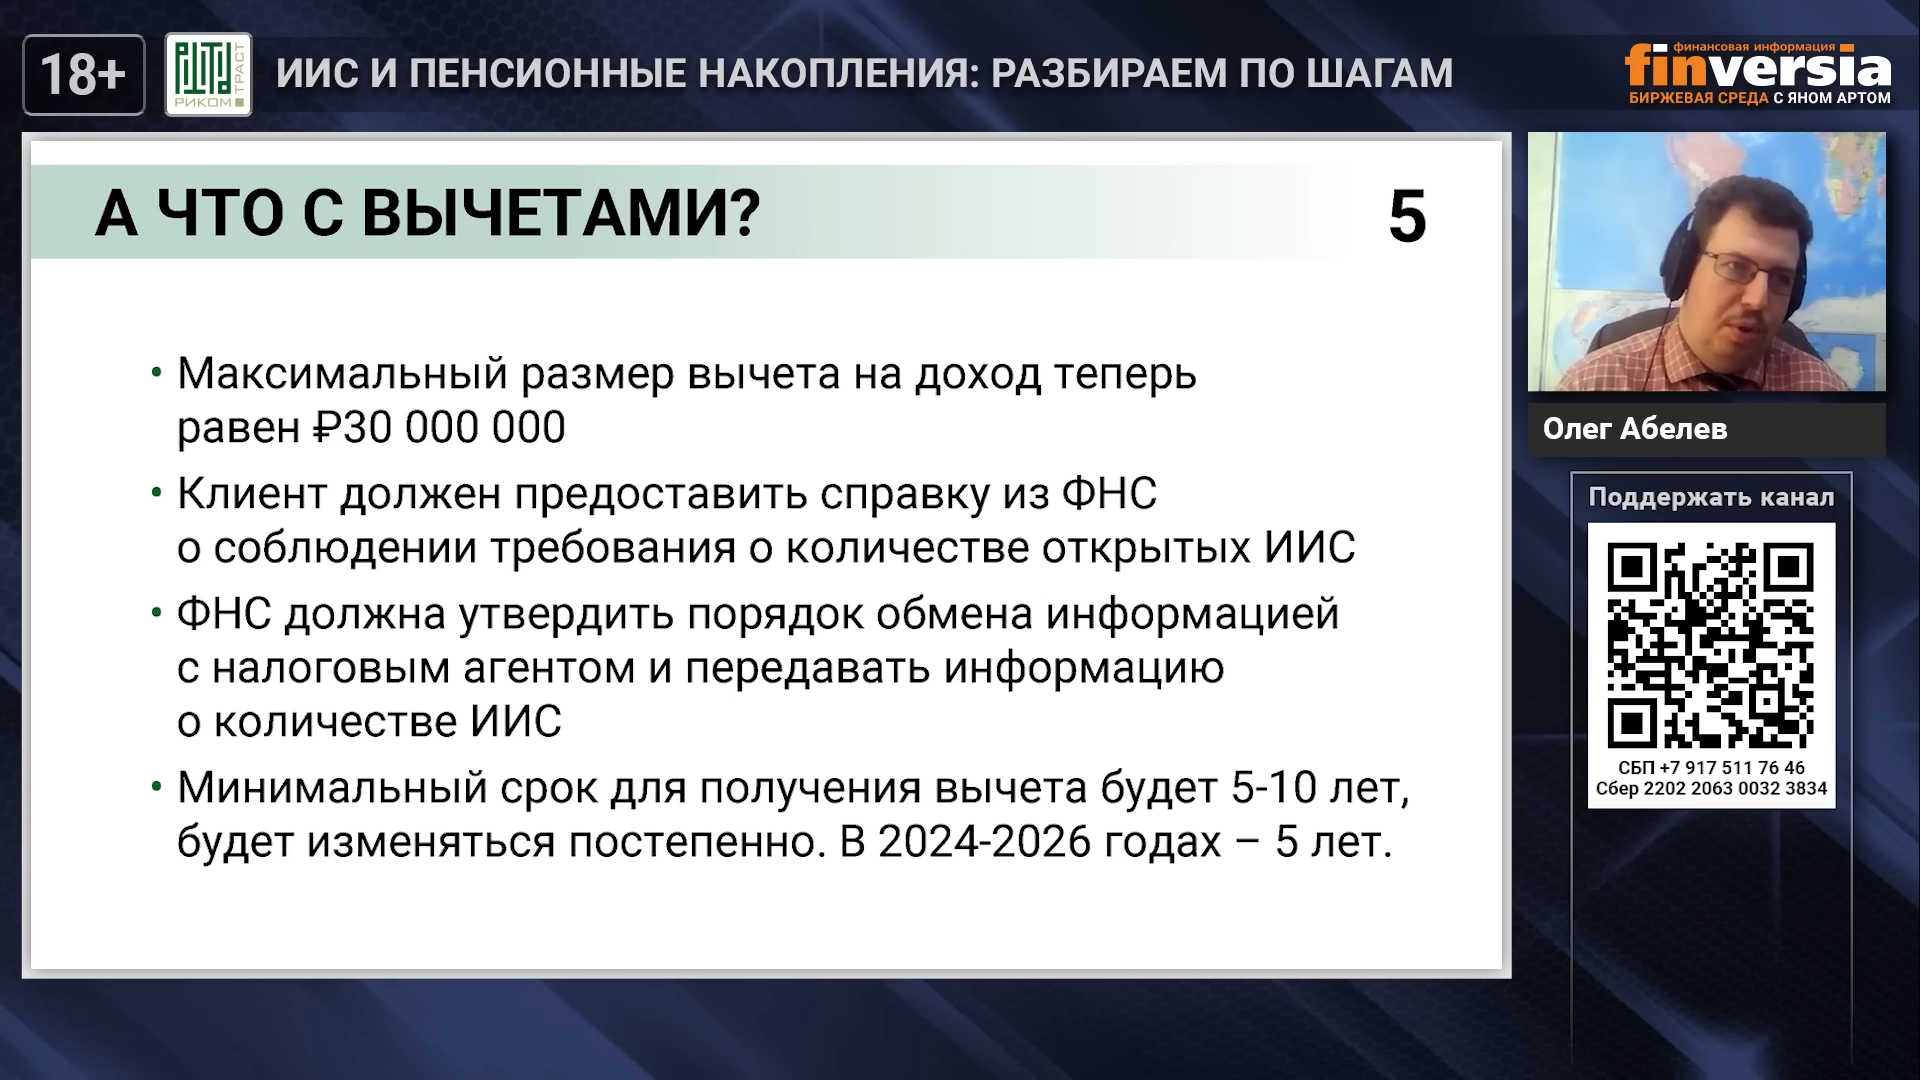 18+
РИКОМ
ТРАСТ
ИИС И ПЕНСИОННЫЕ НАКОПЛЕНИЯ: РАЗБИРАЕМ ПО ШАГАМ
финансовая информация
finversia
БИРЖЕВАЯ СРЕДА С ЯНОМ АРТОМ
А ЧТО С ВЫЧЕТАМИ?
5
• Максимальный размер вычета на доход теперь
равен ₽30 000 000
• Клиент должен предоставить справку из ФНС
о соблюдении требования о количестве открытых ИИС
• ФНС должна утвердить порядок обмена информацией
с налоговым агентом и передавать информацию
о количестве ИИС
• Минимальный срок для получения вычета будет 5-10 лет,
будет изменяться постепенно. В 2024-2026 годах – 5 лет.
Олег Абелев
Поддержать канал
СБП +7 917 511 76 46
Сбер 2202 2063 0032 3834